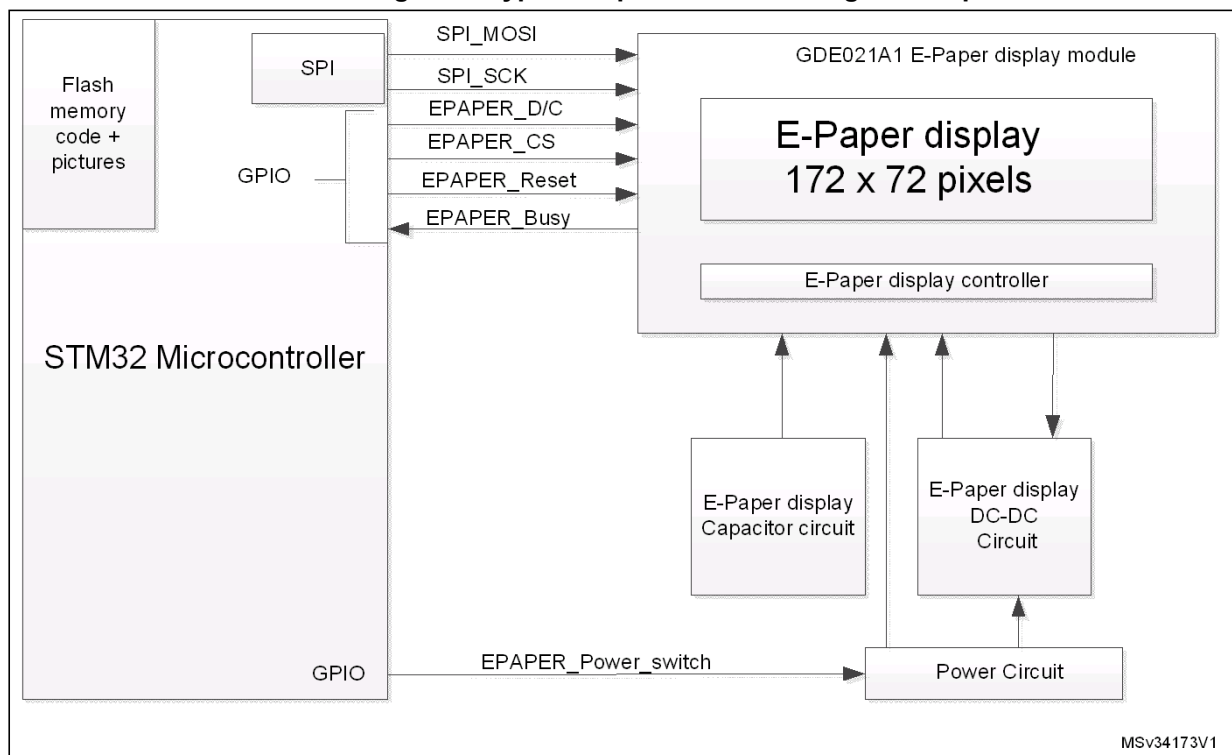 Flash
memory
code +
pictures
SPI
GPIO
STM32 Microcontroller
GPIO
SPI_MOSI
SPI_SCK
EPAPER_D/C
EPAPER_CS
EPAPER_Reset
EPAPER_Busy
GDE021A1 E-Paper display module
E-Paper display
172 x 72 pixels
E-Paper display controller
E-Paper display
Capacitor circuit
E-Paper display
DC-DC
Circuit
EPAPER_Power_switch
Power Circuit
MSv34173V1